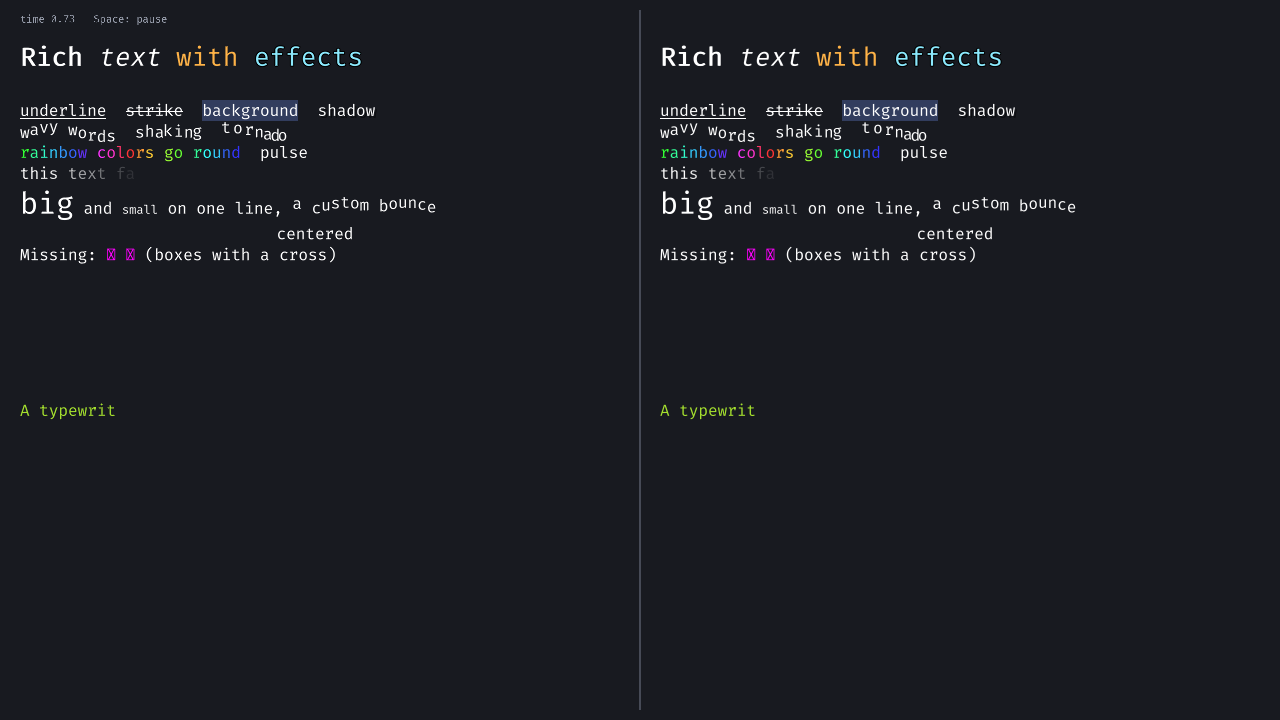 time 0.73 Space: pause
Rich text with effects
underline strike background shadow
wavy words shaking tornado
rainbow colors go round pulse
this text fa
big and small on one line, a custom bounce
centered
Missing: (boxes with a cross)
A typewrit
Rich text with effects
underline strike background shadow
wavy words shaking tornado
rainbow colors go round pulse
this text fa
big and small on one line, a custom bounce
centered
Missing: (boxes with a cross)
A typewrit